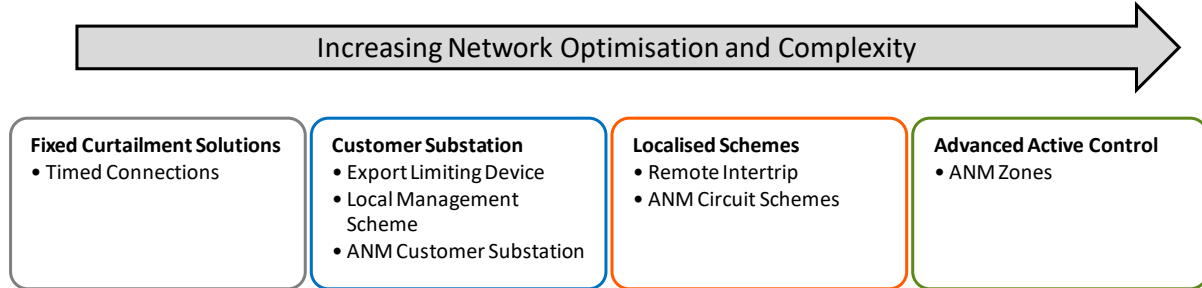 Increasing Network Optimisation and Complexity
Fixed Curtailment Solutions
• Timed Connections
Customer Substation
• Export Limiting Device
• Local Management
Scheme
• ANM Customer Substation
Localised Schemes
• Remote Intertrip
• ANM Circuit Schemes
Advanced Active Control
• ANM Zones